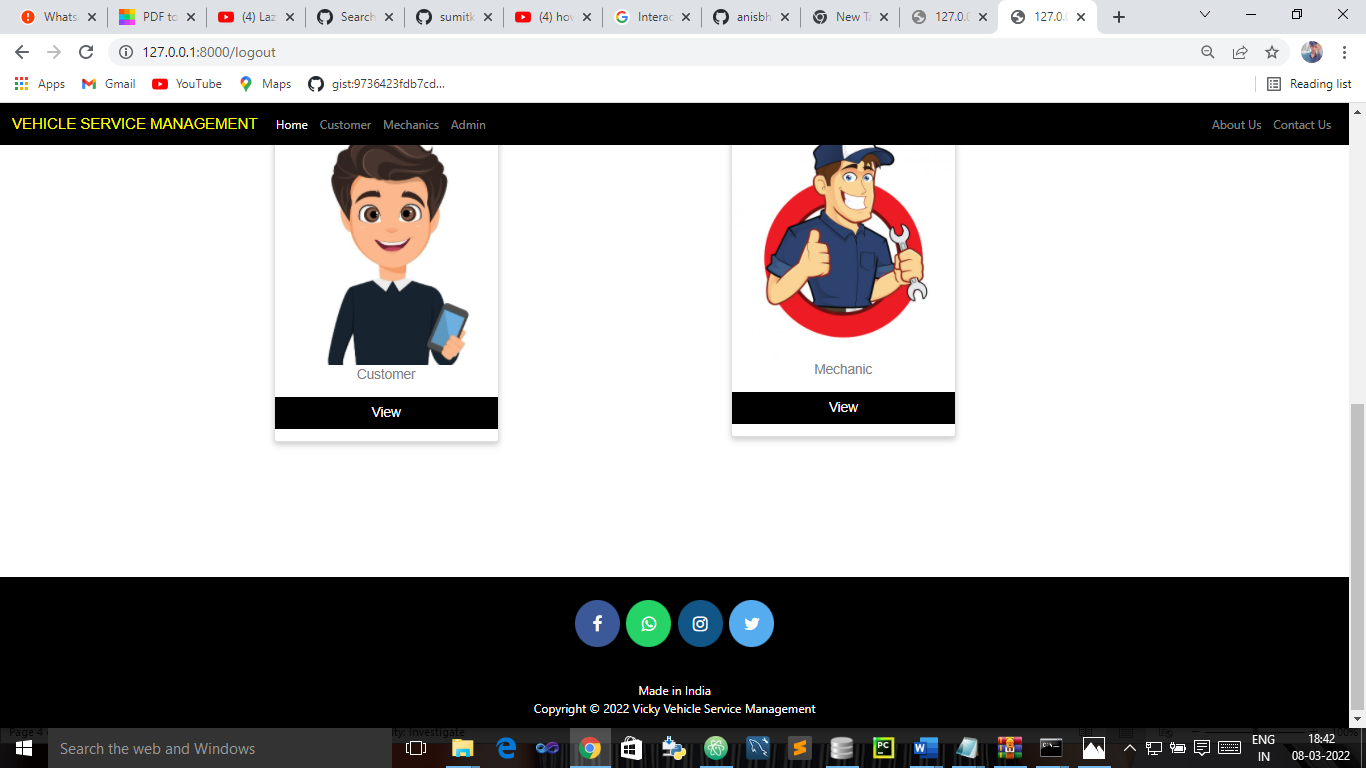 Whats PDF to (4) Laz Search sumitk (4) how Interac anisbh New Ta 127.0.0 127.0.
127.0.0.1:8000/logout
Apps Gmail YouTube Maps gist:9736423fdb7cd... Reading list
VEHICLE SERVICE MANAGEMENT Home Customer Mechanics Admin About Us Contact Us
Customer Mechanic
View View
Made in India
Copyright © 2022 Vicky Vehicle Service Management
Search the web and Windows
ENG 18:42
IN 08-03-2022